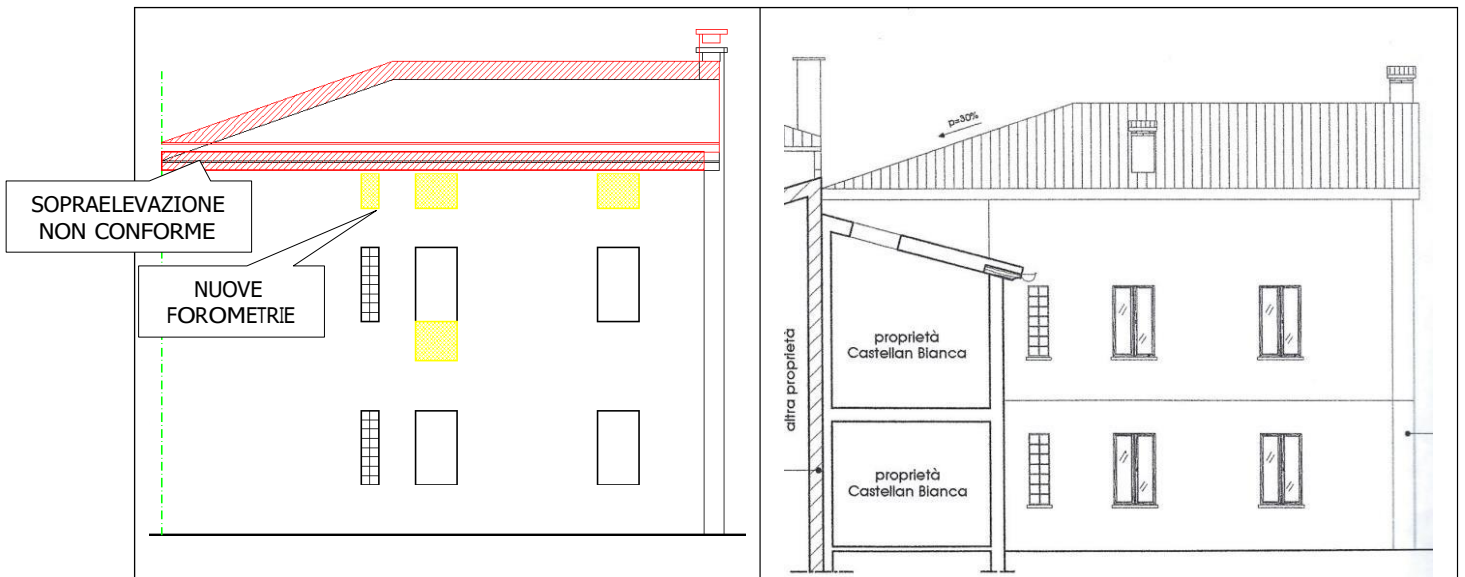 SOPRAELEVAZIONE
NON CONFORME
NUOVE
FOROMETRIE
p=30%
altra proprietà
proprietà
Castellan Bianca
proprietà
Castellan Bianca